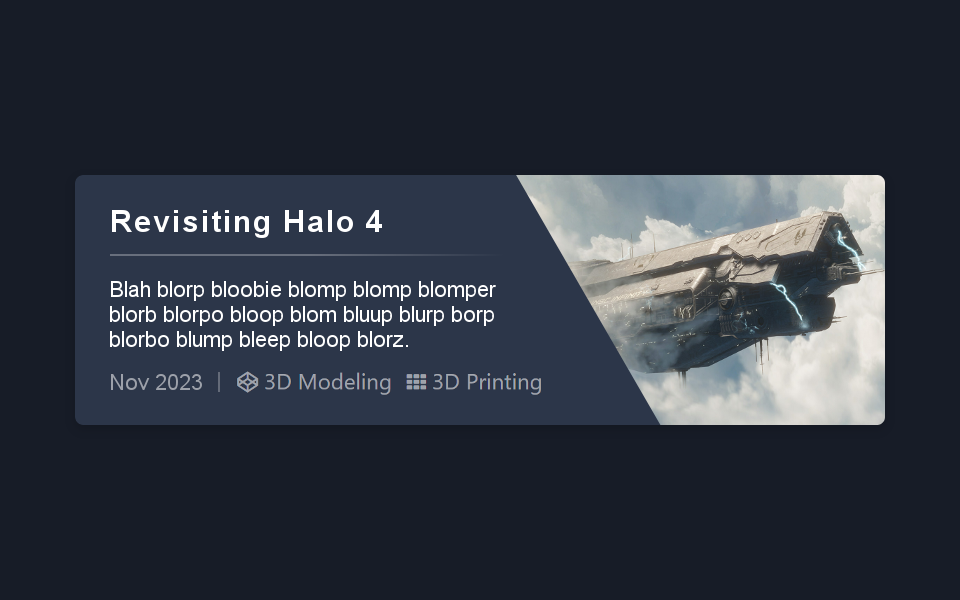 Revisiting Halo 4
Blah blorp bloobie blomp blomp blomper
blorb blorpo bloop blom bluup blurp borp
blorbo blump bleep bloop blorz.
Nov 2023 | 3D Modeling 3D Printing